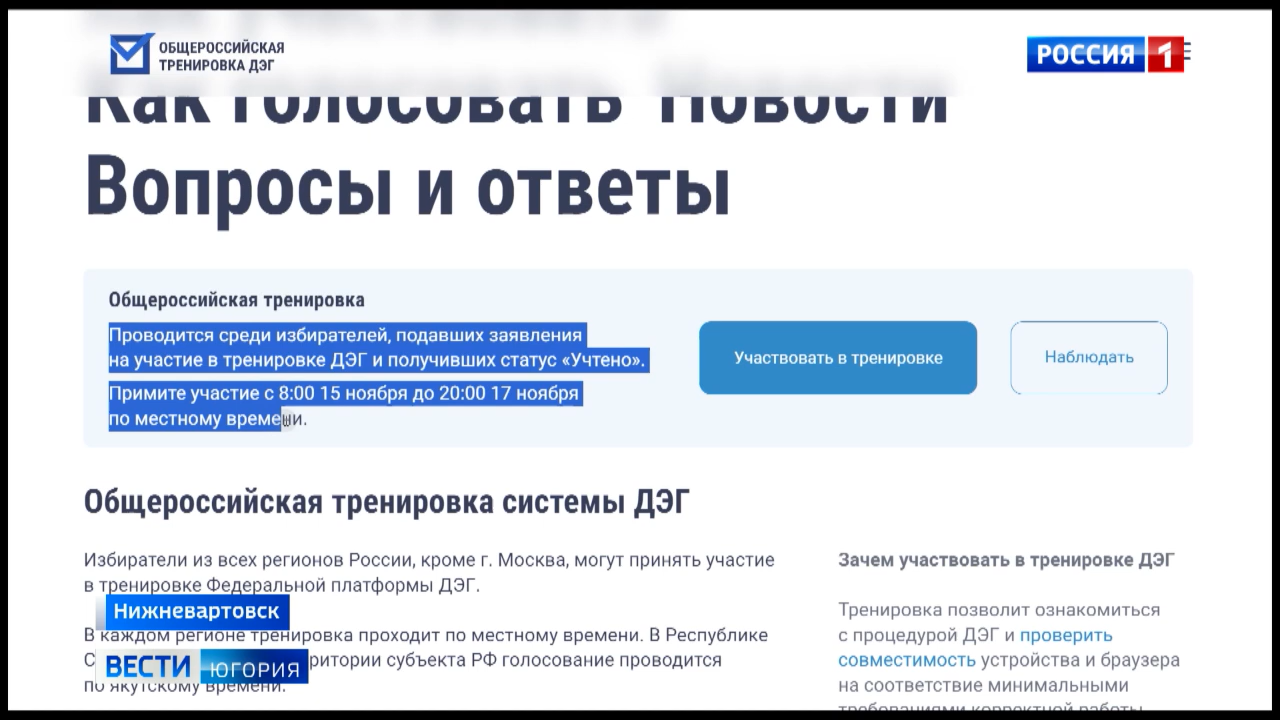 ОБЩЕРОССИЙСКАЯ
ТРЕНИРОВКА ДЭГ
РОССИЯ 1
Как голосовать Новости
Вопросы и ответы
Общероссийская тренировка
Проводится среди избирателей, подавших заявления
на участие в тренировке ДЭГ и получивших статус «Учтено».
Примите участие с 8:00 15 ноября до 20:00 17 ноября
по местному времени.
Участвовать в тренировке
Наблюдать
Общероссийская тренировка системы ДЭГ
Избиратели из всех регионов России, кроме г. Москва, могут принять участие
в тренировке Федеральной платформы ДЭГ.
В каждом регионе тренировка проходит по местному времени. В Республике
ритории субъекта РФ голосование проводится
по якутскому времени.
Зачем участвовать в тренировке ДЭГ
Тренировка позволит ознакомиться
с процедурой ДЭГ и проверить
совместимость устройства и браузера
на соответствие минимальными
требованиями корректной работы
Нижневартовск
ВЕСТИ ЮГОРИЯ